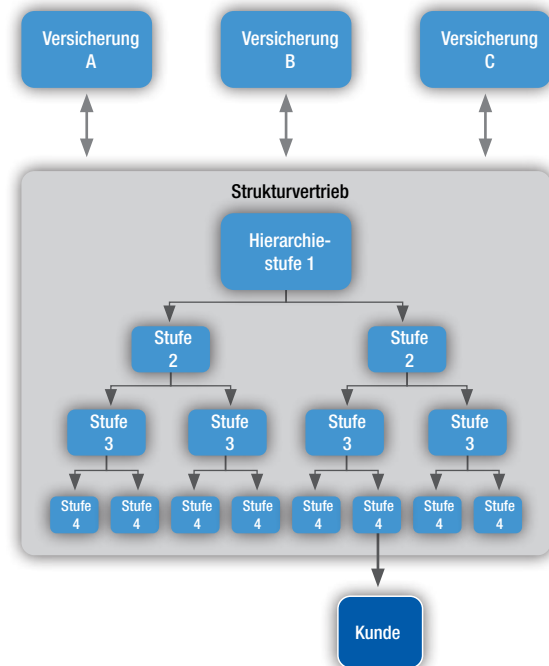 Versicherung
A
Versicherung
B
Versicherung
C
Strukturvertrieb
Hierarchie-
stufe 1
Stufe
2
Stufe
2
Stufe
3
Stufe
3
Stufe
3
Stufe
3
Stufe
4
Stufe
4
Stufe
4
Stufe
4
Stufe
4
Stufe
4
Stufe
4
Stufe
4
Kunde